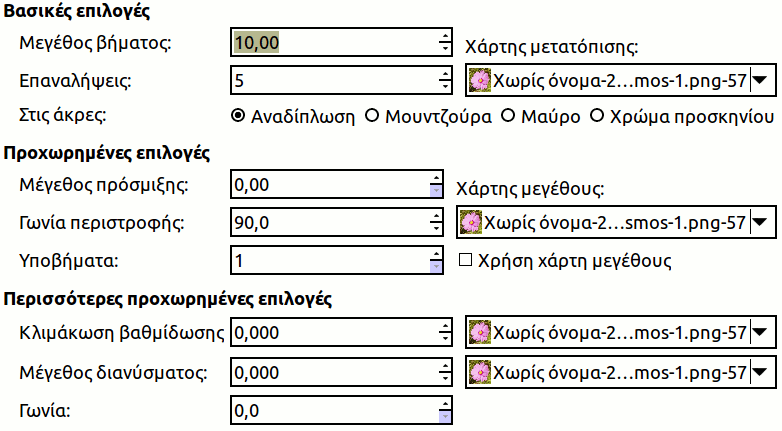 Βασικές επιλογές
Μεγέθος βήματος: 10,00 Χάρτης μετατόπισης:
Επαναλήψεις: 5 Χωρίς όνομα-2...mos-1.png-57
Στις άκρες: Αναδίπλωση Μουντζούρα Μαύρο Χρώμα προσκηνίου
Προχωρημένες επιλογές
Μέγεθος πρόσμιξης: 0,00 Χάρτης μεγέθους:
Γωνία περιστροφής: 90,0 Χωρίς όνομα-2...smos-1.png-57
Υποβήματα: 1 Χρήση χάρτη μεγέθους
Περισσότερες προχωρημένες επιλογές
Κλιμάκωση βαθμίδωσης 0,000 Χωρίς όνομα-2...mos-1.png-57
Μέγεθος διανύσματος: 0,000 Χωρίς όνομα-2...mos-1.png-57
Γωνία: 0,0